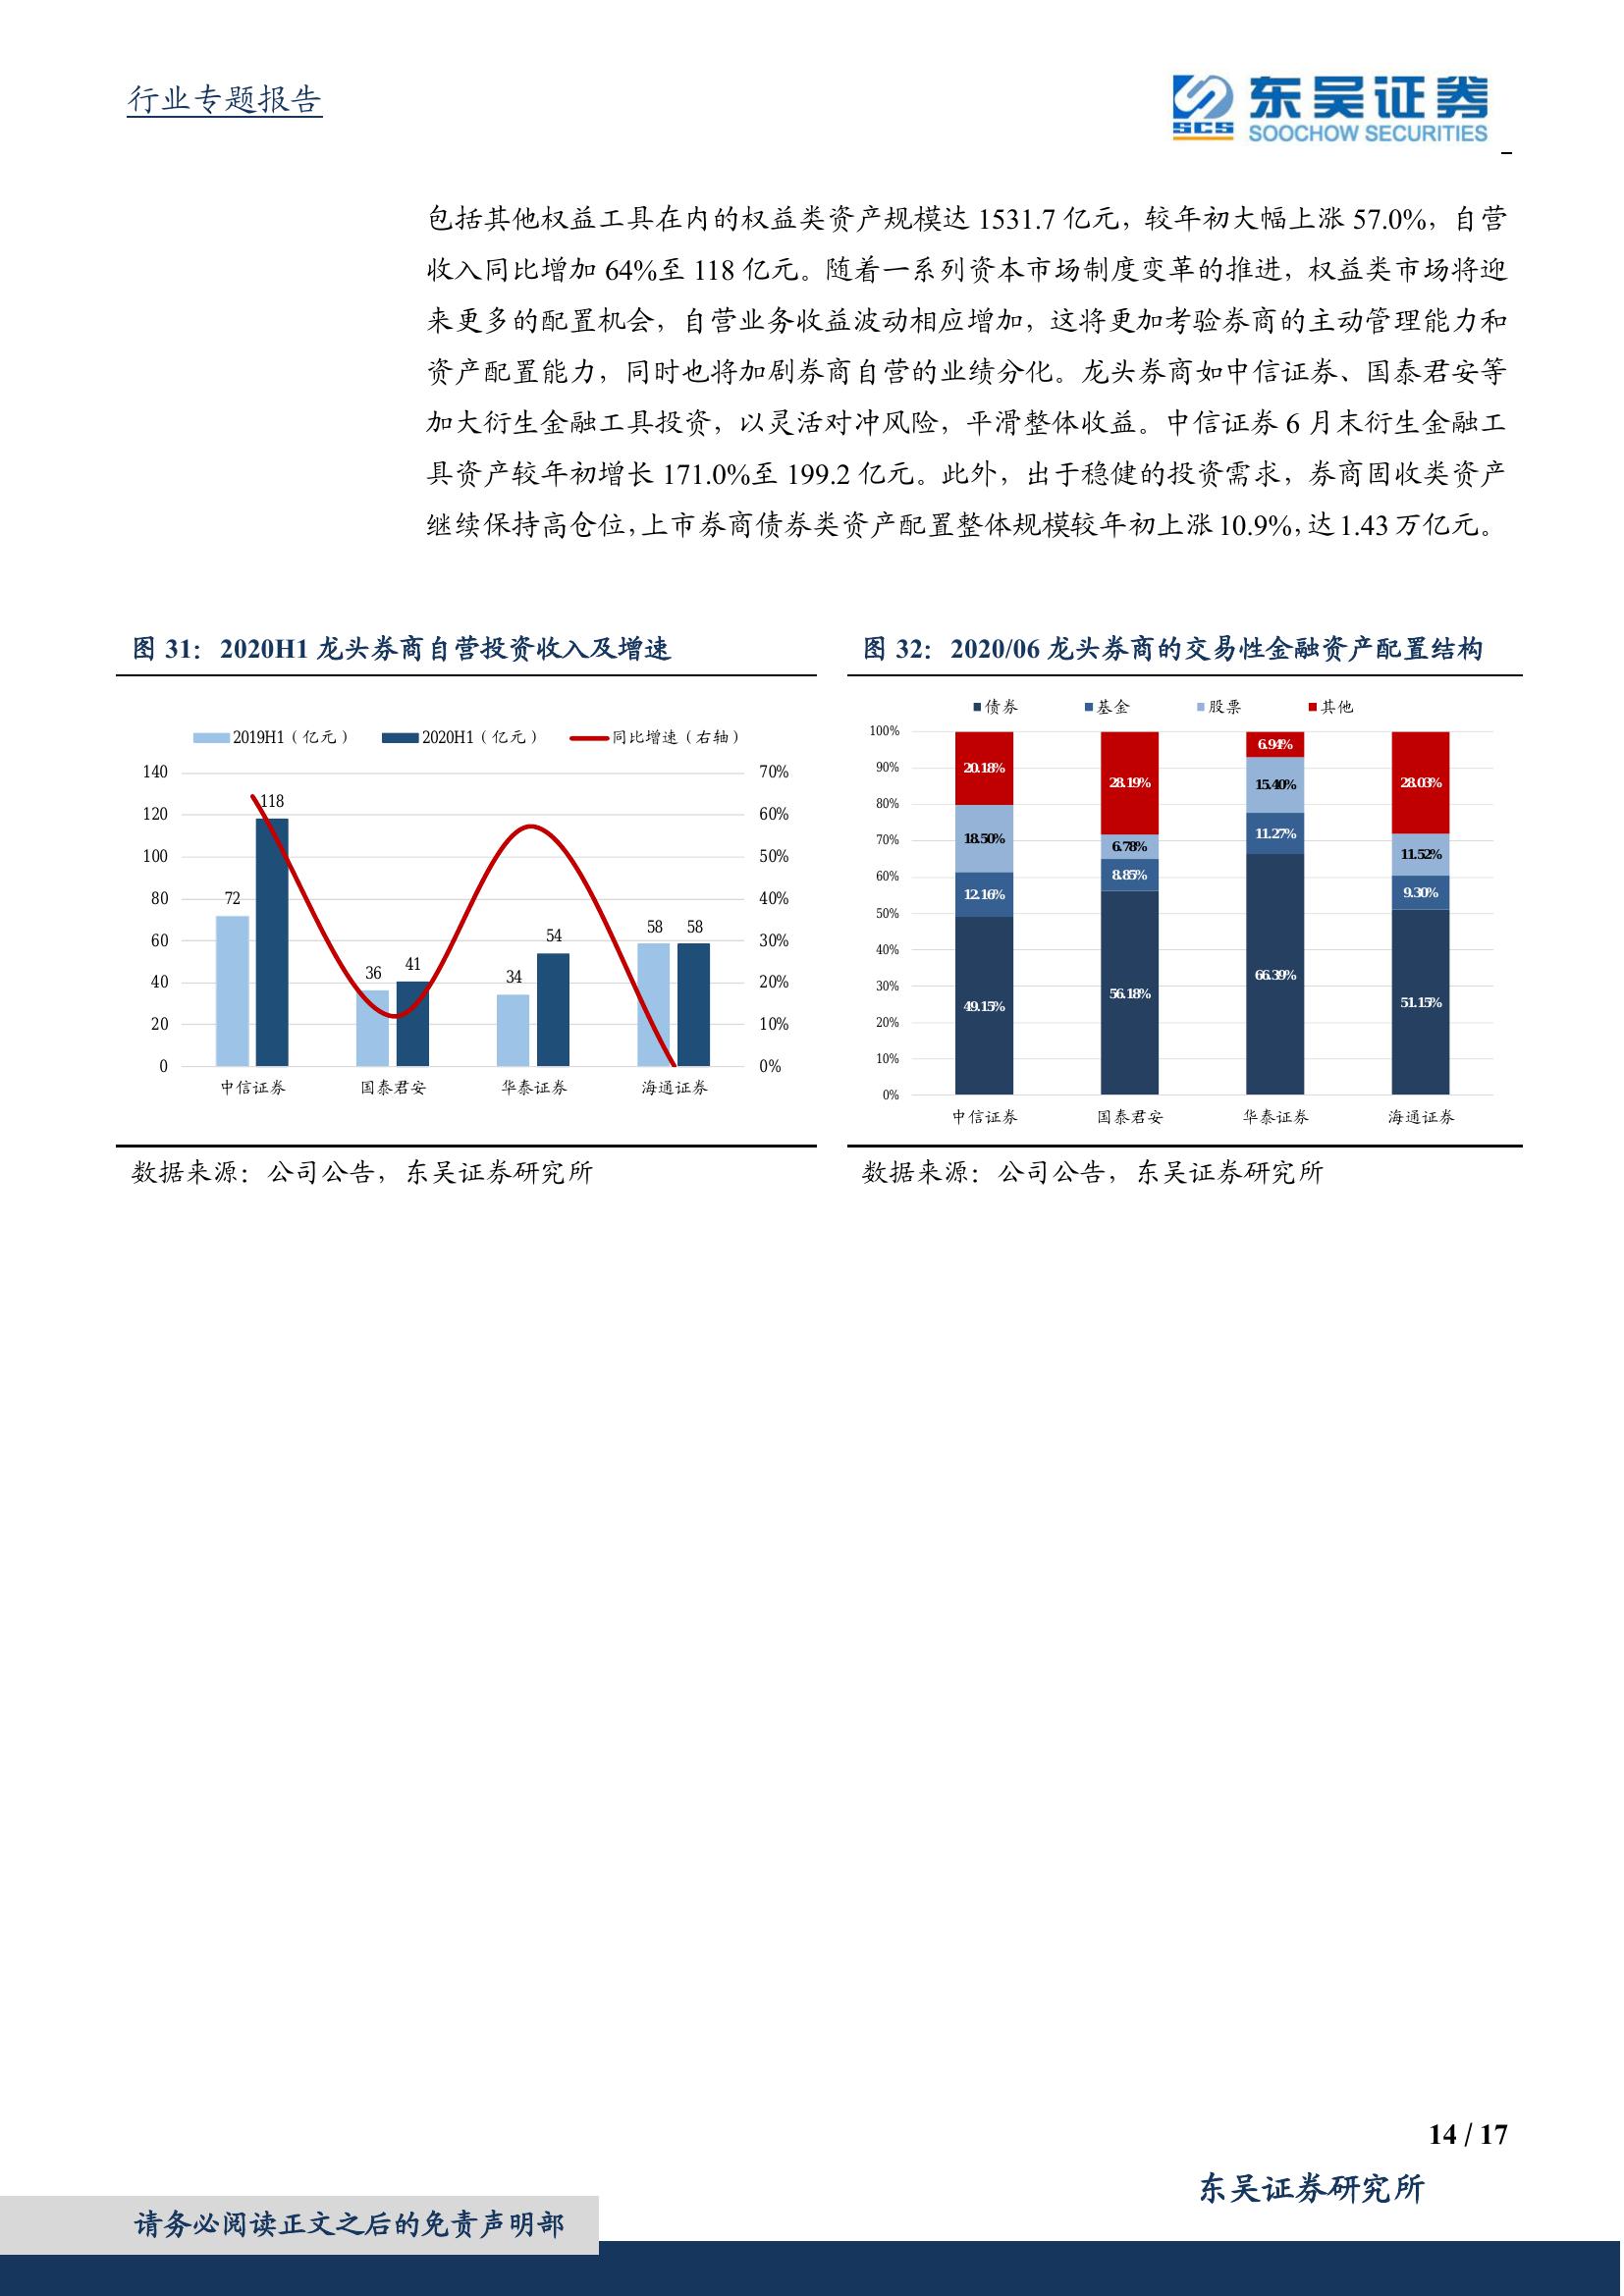 行业专题报告
SCS
东吴证券
SOOCHOW SECURITIES
包括其他权益工具在内的权益类资产规模达 1531.7 亿元，较年初大幅上涨 57.0%，自营
收入同比增加 64%至 118 亿元。随着一系列资本市场制度变革的推进，权益类市场将迎
来更多的配置机会，自营业务收益波动相应增加，这将更加考验券商的主动管理能力和
资产配置能力，同时也将加剧券商自营的业绩分化。龙头券商如中信证券、国泰君安等
加大衍生金融工具投资，以灵活对冲风险，平滑整体收益。中信证券 6 月末衍生金融工
具资产较年初增长 171.0%至 199.2 亿元。此外，出于稳健的投资需求，券商固收类资产
继续保持高仓位，上市券商债券类资产配置整体规模较年初上涨 10.9%，达 1.43 万亿元。
图 31：2020H1 龙头券商自营投资收入及增速
2019H1（亿元） 2020H1（亿元） 同比增速（右轴）
140 70%
118
120 60%
100 50%
72
80 40%
58 58
54
60 30%
36 41 34
40 20%
20 10%
0 0%
中信证券 国泰君安 华泰证券 海通证券
数据来源：公司公告，东吴证券研究所
图 32：2020/06 龙头券商的交易性金融资产配置结构
债券 基金 股票 其他
100%
90%
80%
70%
60%
50%
40%
30%
20%
10%
0%
20.18% 28.19% 6.94% 28.03%
18.50% 6.78% 15.40% 11.52%
12.16% 8.85% 11.27% 9.30%
49.15% 56.18% 66.39% 51.15%
中信证券 国泰君安 华泰证券 海通证券
数据来源：公司公告，东吴证券研究所
14 / 17
东吴证券研究所
请务必阅读正文之后的免责声明部